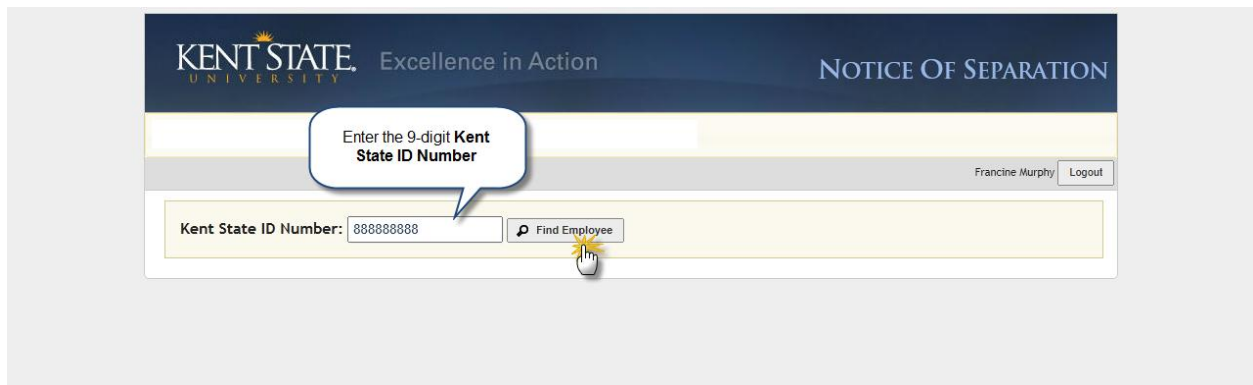 KENT STATE.
UNIVERSITY
Excellence in Action
NOTICE OF SEPARATION
Enter the 9-digit Kent
State ID Number
Francine Murphy Logout
Kent State ID Number: 888888888 Find Employee